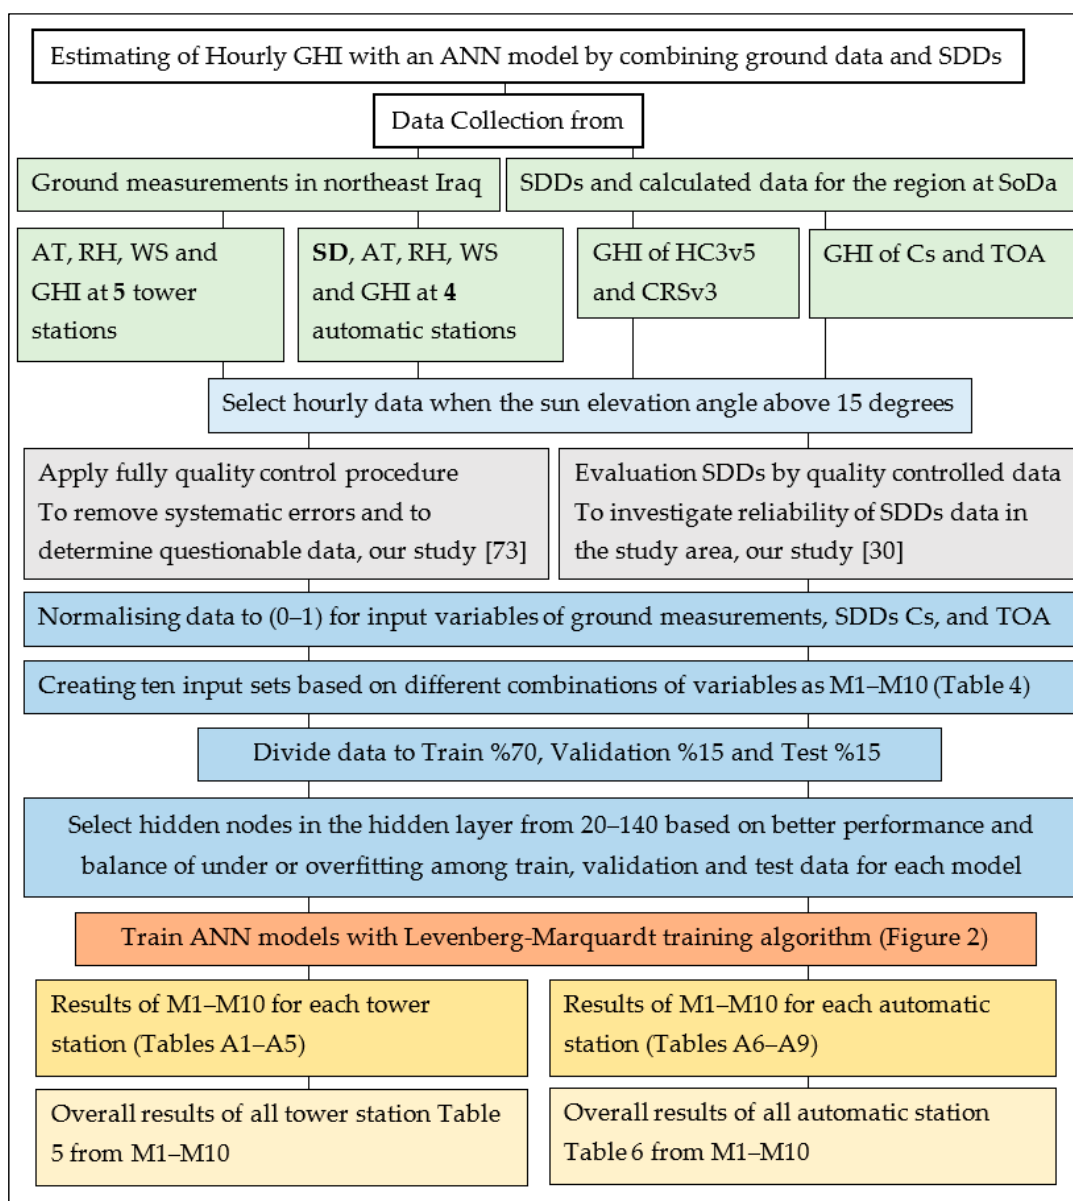 Estimating of Hourly GHI with an ANN model by combining ground data and SDDs
Data Collection from
Ground measurements in northeast Iraq
SDDs and calculated data for the region at SoDa
AT, RH, WS and
GHI at 5 tower
stations
SD, AT, RH, WS
and GHI at 4
automatic stations
GHI of HC3v5
and CRSv3
GHI of Cs and TOA
Select hourly data when the sun elevation angle above 15 degrees
Apply fully quality control procedure
To remove systematic errors and to
determine questionable data, our study [73]
Evaluation SDDs by quality controlled data
To investigate reliability of SDDs data in
the study area, our study [30]
Normalising data to (0–1) for input variables of ground measurements, SDDs Cs, and TOA
Creating ten input sets based on different combinations of variables as M1–M10 (Table 4)
Divide data to Train %70, Validation %15 and Test %15
Select hidden nodes in the hidden layer from 20–140 based on better performance and
balance of under or overfitting among train, validation and test data for each model
Train ANN models with Levenberg-Marquardt training algorithm (Figure 2)
Results of M1–M10 for each tower
station (Tables A1–A5)
Results of M1–M10 for each automatic
station (Tables A6–A9)
Overall results of all tower station Table
5 from M1–M10
Overall results of all automatic station
Table 6 from M1–M10